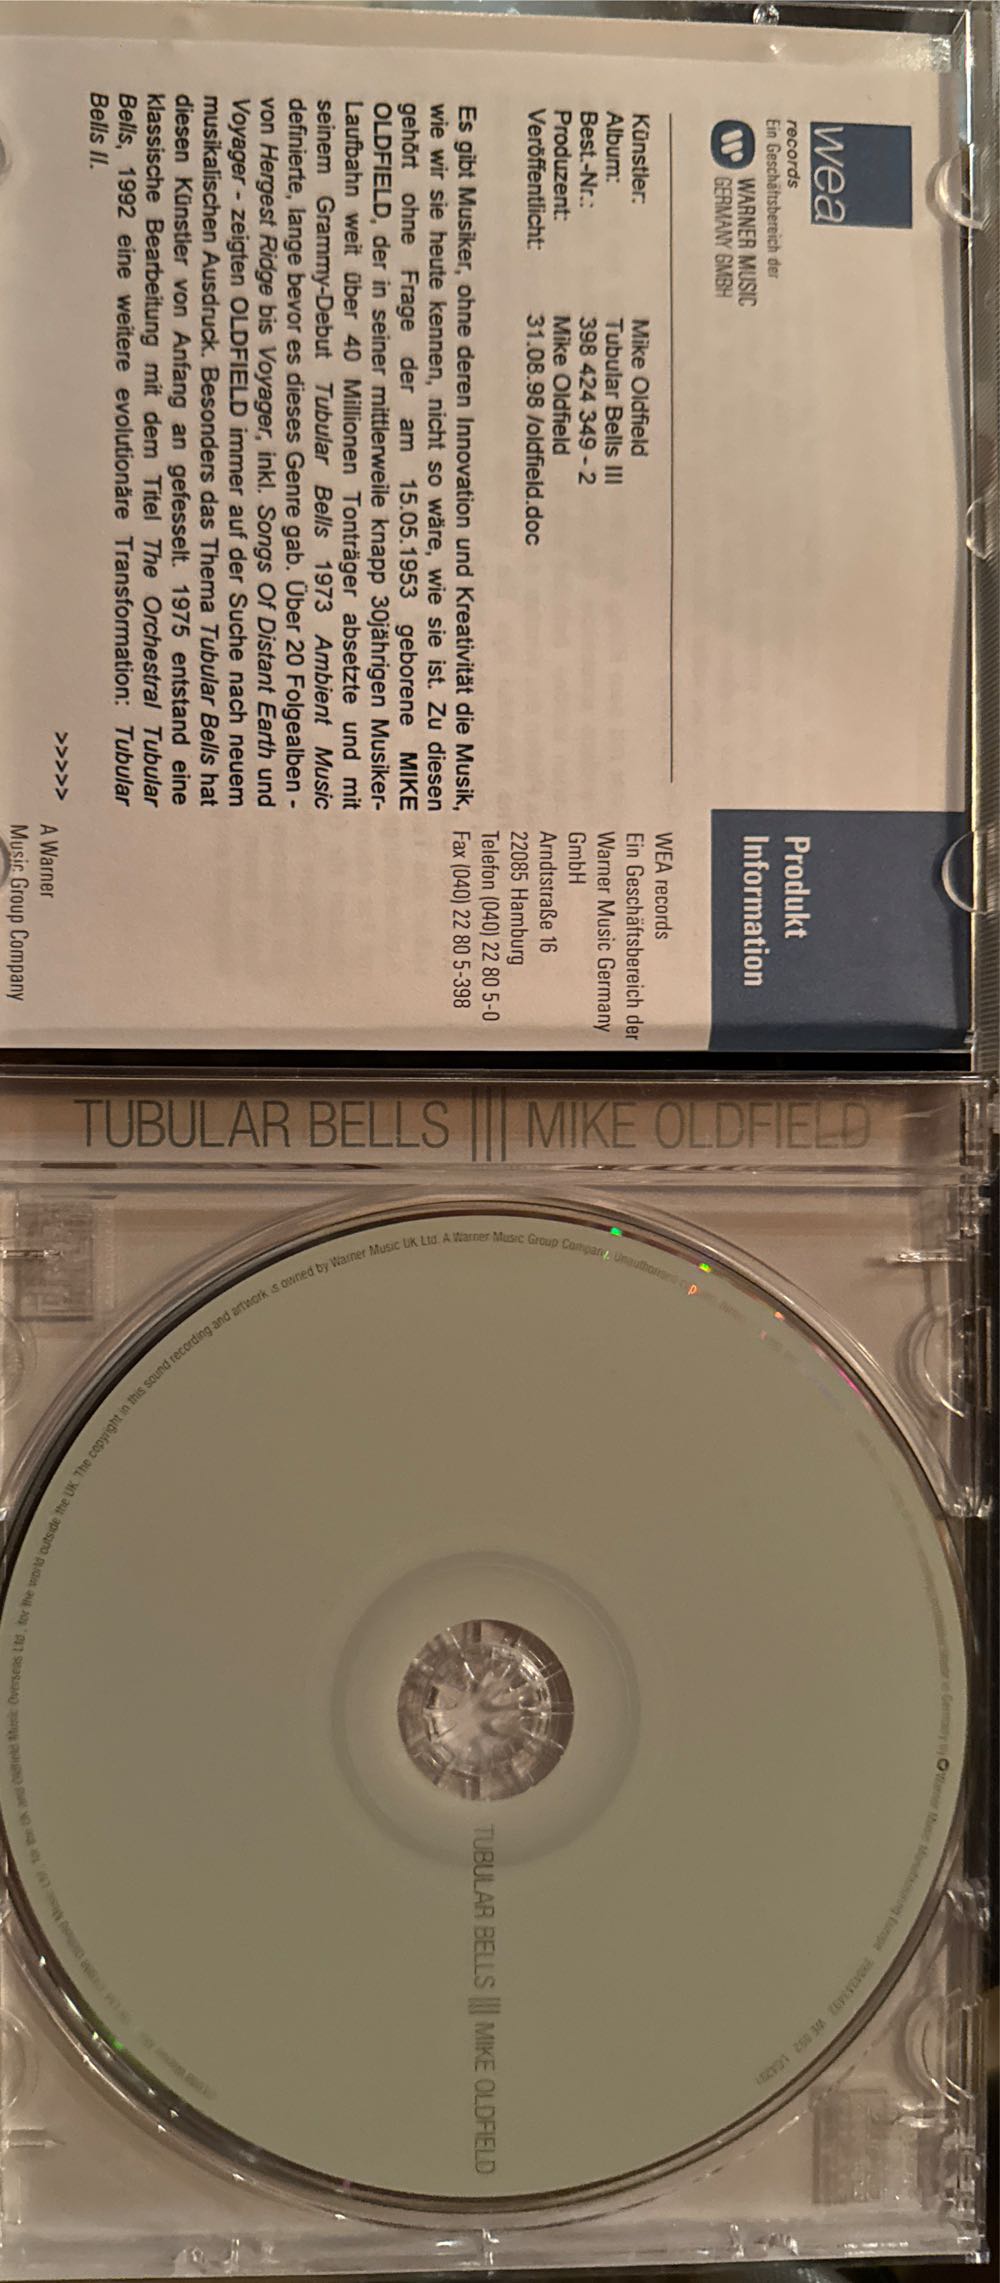 wea
records
Ein Geschäftsbereich der
WARNER MUSIC
GERMANY GMBH
Produkt
Information
Künstler: Mike Oldfield
Album: Tubular Bells III
Best.-Nr.: 398 424 349 - 2
Produzent: Mike Oldfield
Veröffentlicht: 31.08.98 /oldfield.doc
Es gibt Musiker, ohne deren Innovation und Kreativität die Musik,
wie wir sie heute kennen, nicht so wäre, wie sie ist. Zu diesen
gehört ohne Frage der am 15.05.1953 geborene MIKE
OLDFIELD, der in seiner mittlerweile knapp 30jährigen Musiker-
Laufbahn weit über 40 Millionen Tonträger absetzte und mit
seinem Grammy-Debut Tubular Bells 1973 Ambient Music
definierte, lange bevor es dieses Genre gab. Über 20 Folgealben -
von Hergest Ridge bis Voyager, inkl. Songs Of Distant Earth und
Voyager - zeigten OLDFIELD immer auf der Suche nach neuem
musikalischen Ausdruck. Besonders das Thema Tubular Bells hat
diesen Künstler von Anfang an gefesselt. 1975 entstand eine
klassische Bearbeitung mit dem Titel The Orchestral Tubular
Bells, 1992 eine weitere evolutionäre Transformation: Tubular
Bells II.
>>>>>
WEA records
Ein Geschäftsbereich der
Warner Music Germany
GmbH
Arndtstraße 16
22085 Hamburg
Telefon (040) 22 80 5-0
Fax (040) 22 80 5-398
A Warner
Music Group Company
TUBULAR BELLS III MIKE OLDFIELD
TUBULAR BELLS III MIKE OLDFIELD
outside the UK. The copyright in this sound recording and artwork is owned by Warner Music UK Ltd. A Warner Music Group Company. Unauthorised
in Germany by Warner Music Manufacturing Europe